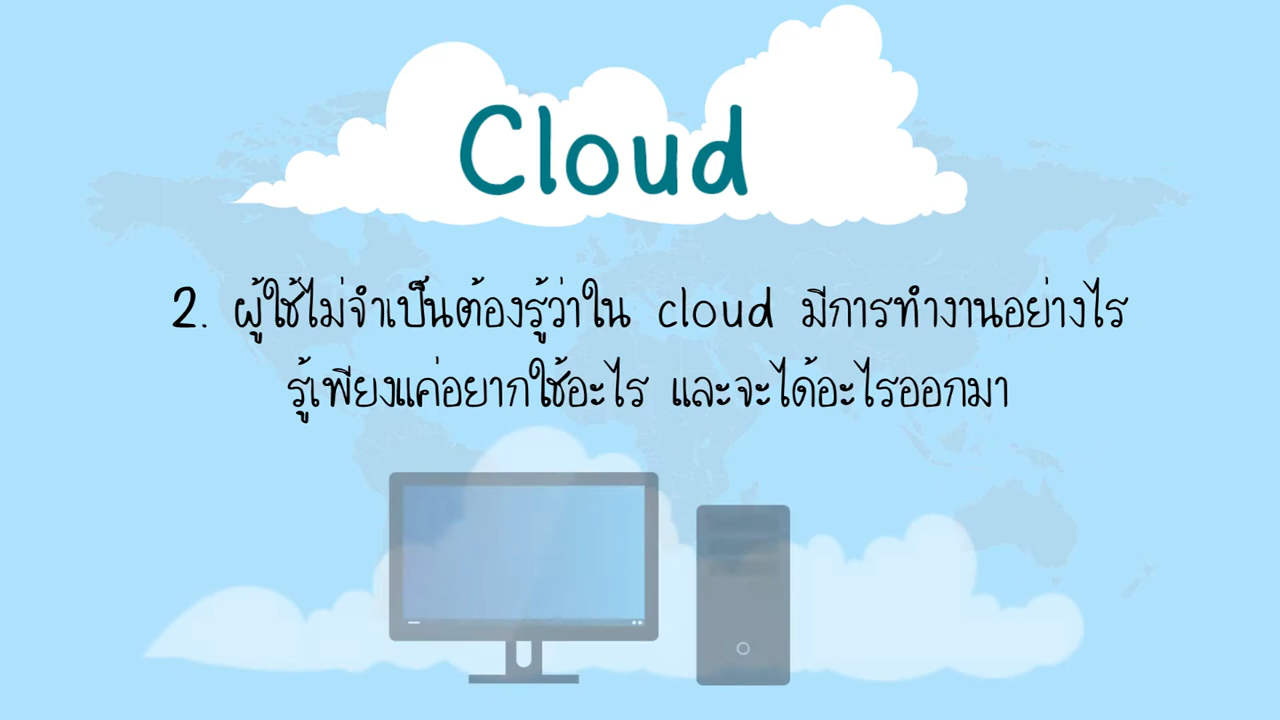 Cloud
2. ผู้ใช้ไม่จำเป็นต้องรู้ว่าใน cloud มีการทำงานอย่างไร
รู้เพียงแค่อยากใช้อะไร และจะได้อะไรออกมา